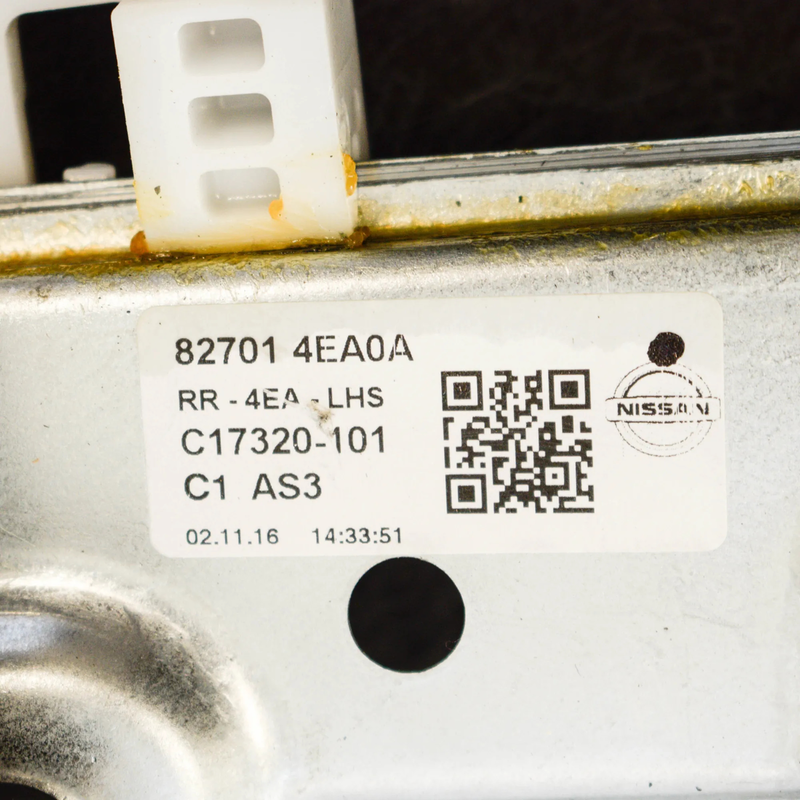 82701 4EA0A
RR - 4EA - LHS
C17320-101
C1 AS3
02.11.16 14:33:51
NISSAN